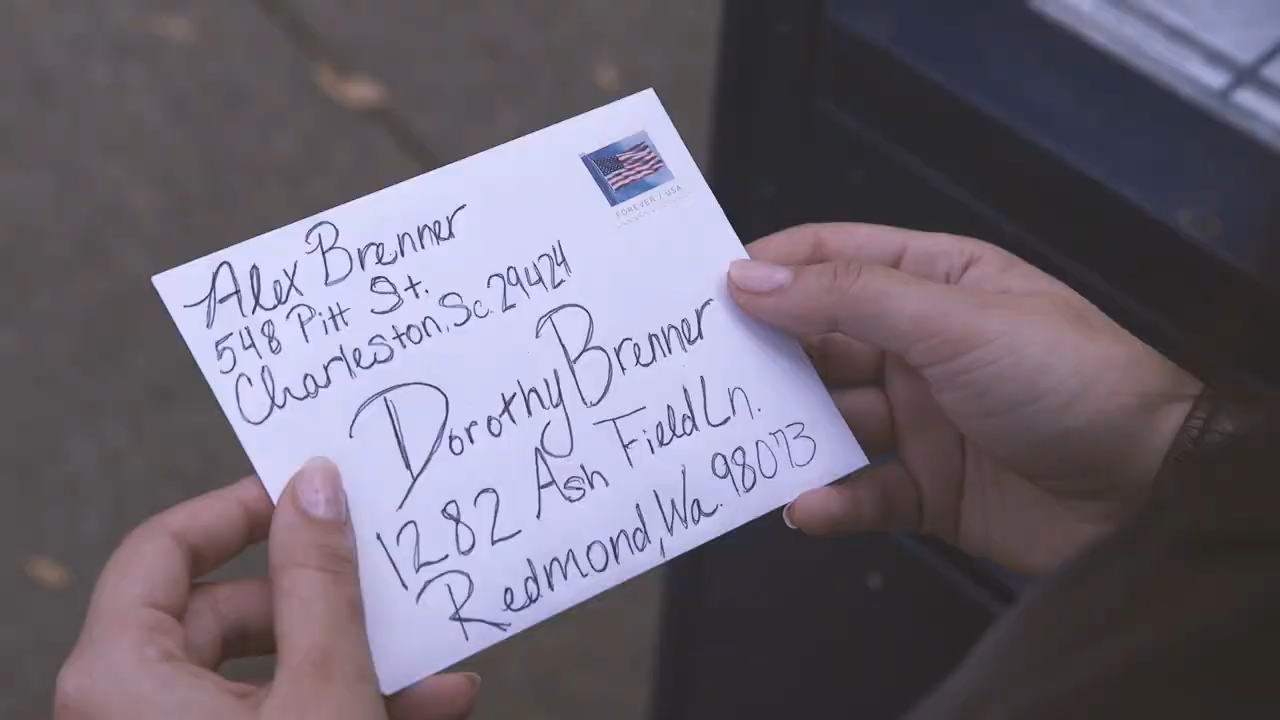 Alex Brenner
548 Pitt St.
Charleston, Sc. 29424
FOREVER / USA
Dorothy Brenner
1282 Ash Field Ln.
Redmond, Wa. 98073